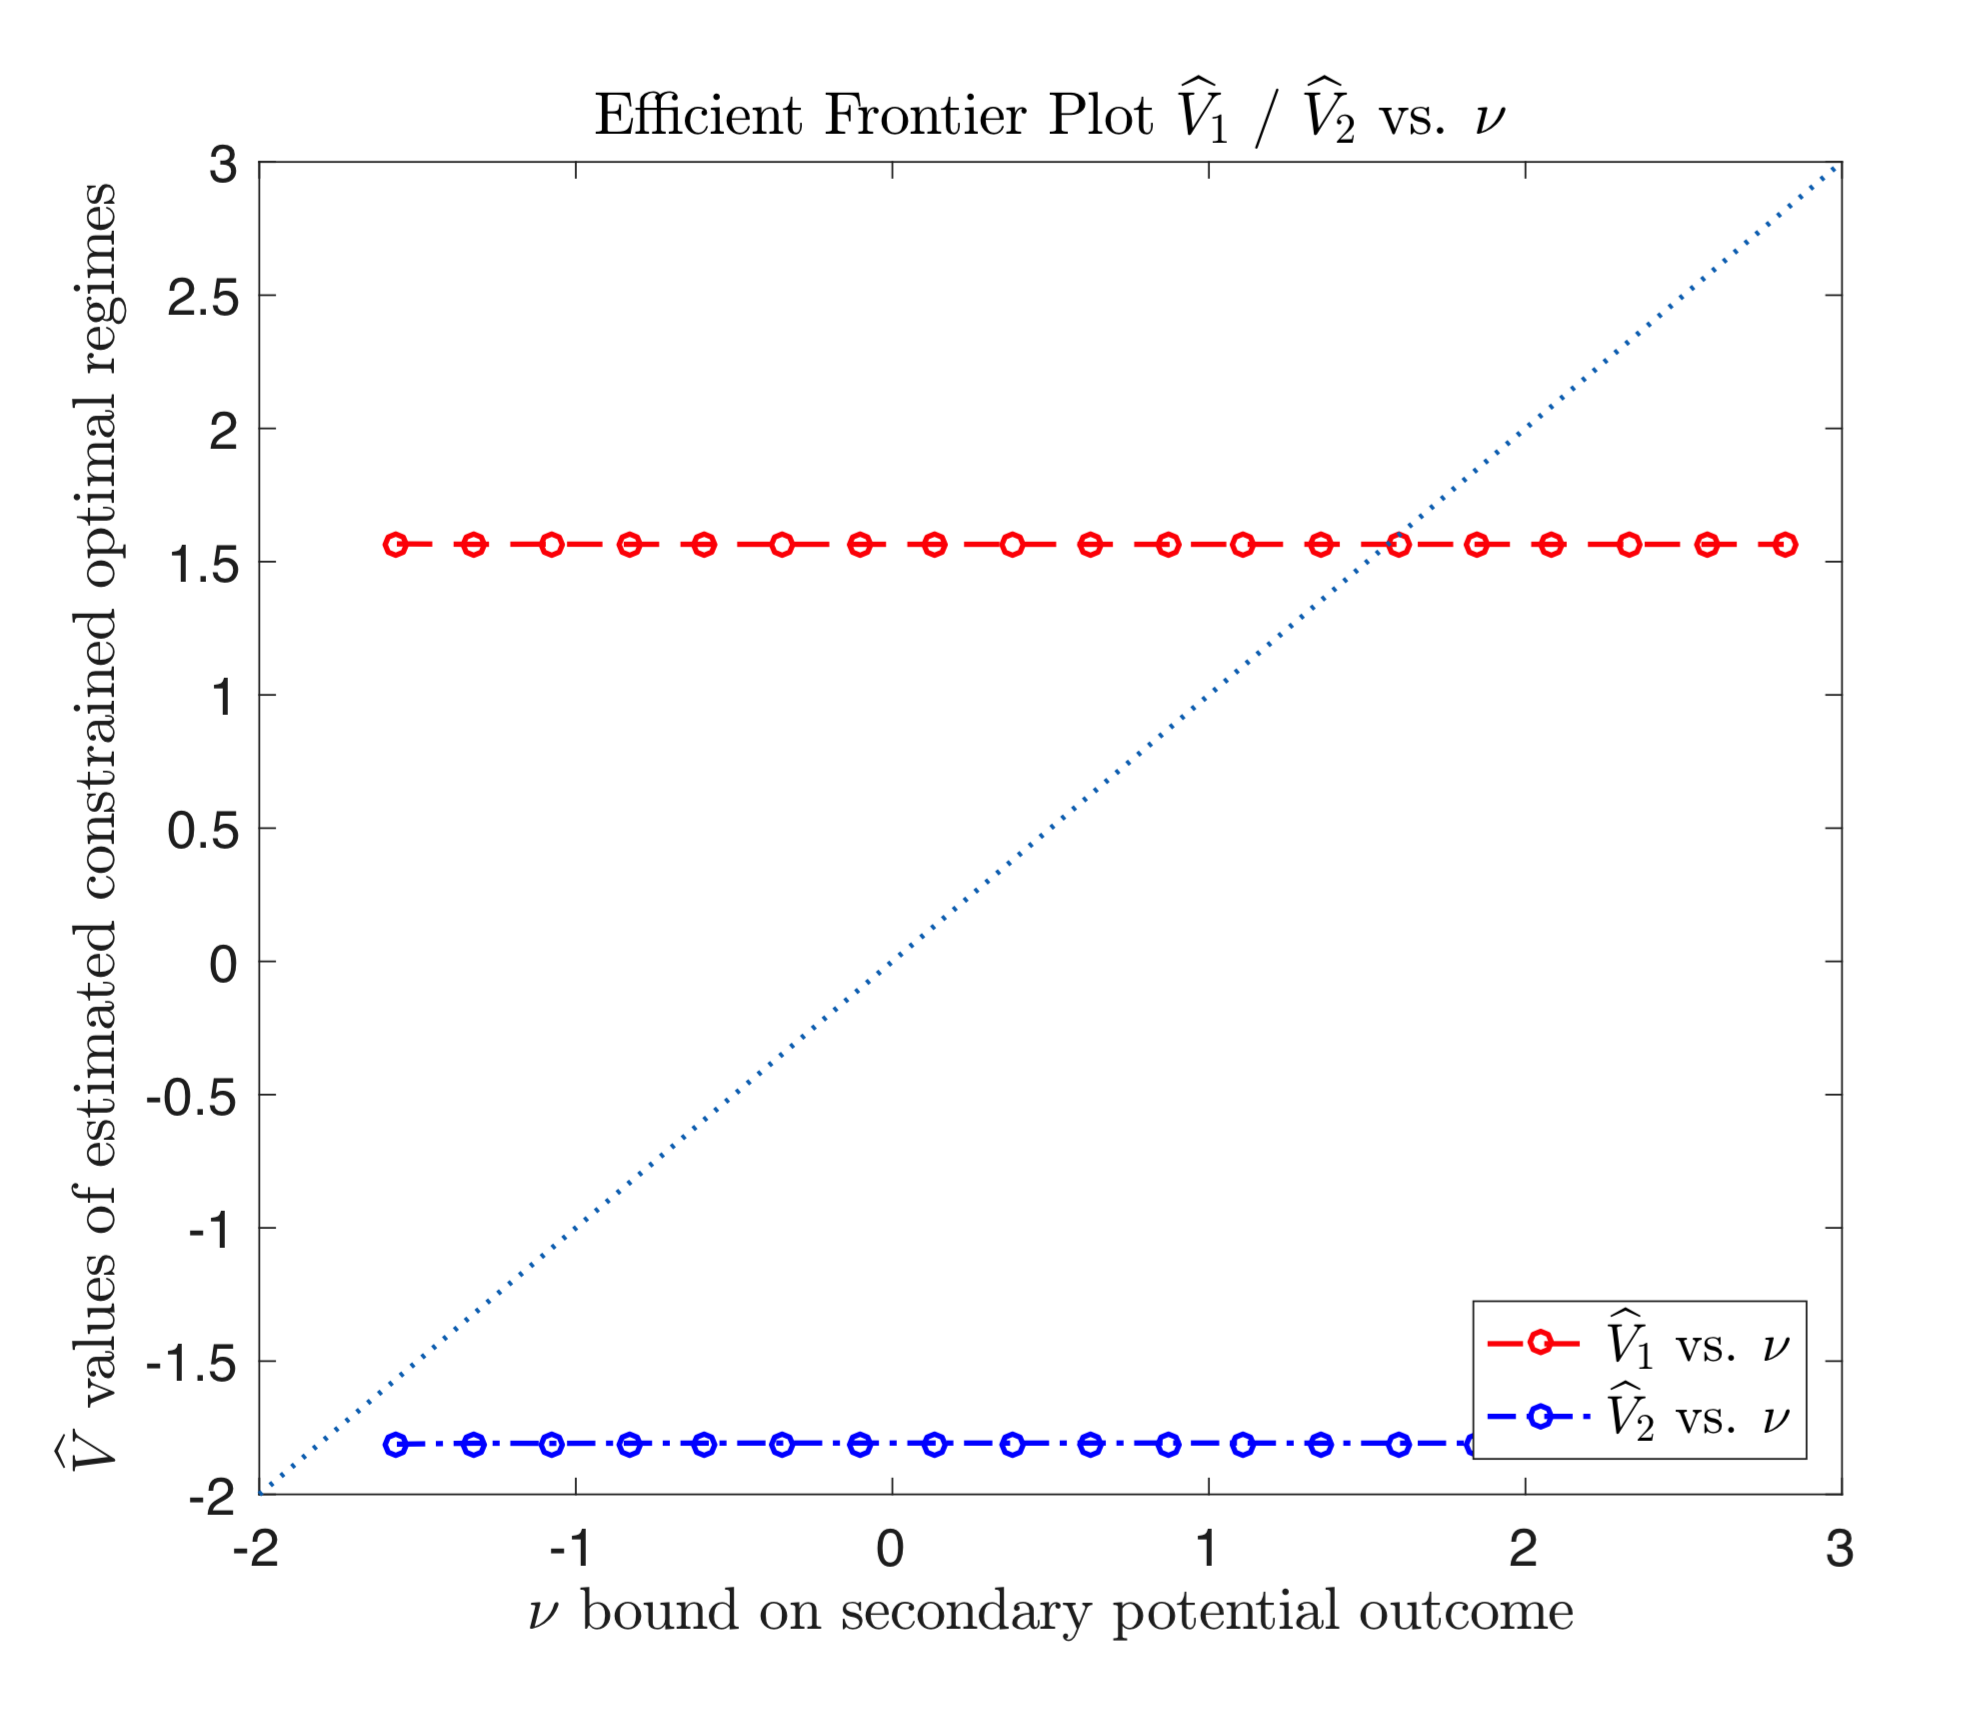 Efficient Frontier Plot V̂₁ / V̂₂ vs. ν
V̂ values of estimated constrained optimal regimes
3
2.5
2
1.5
1
0.5
0
-0.5
-1
-1.5
-2
V̂₁ vs. ν
V̂₂ vs. ν
-2 -1 0 1 2 3
ν bound on secondary potential outcome